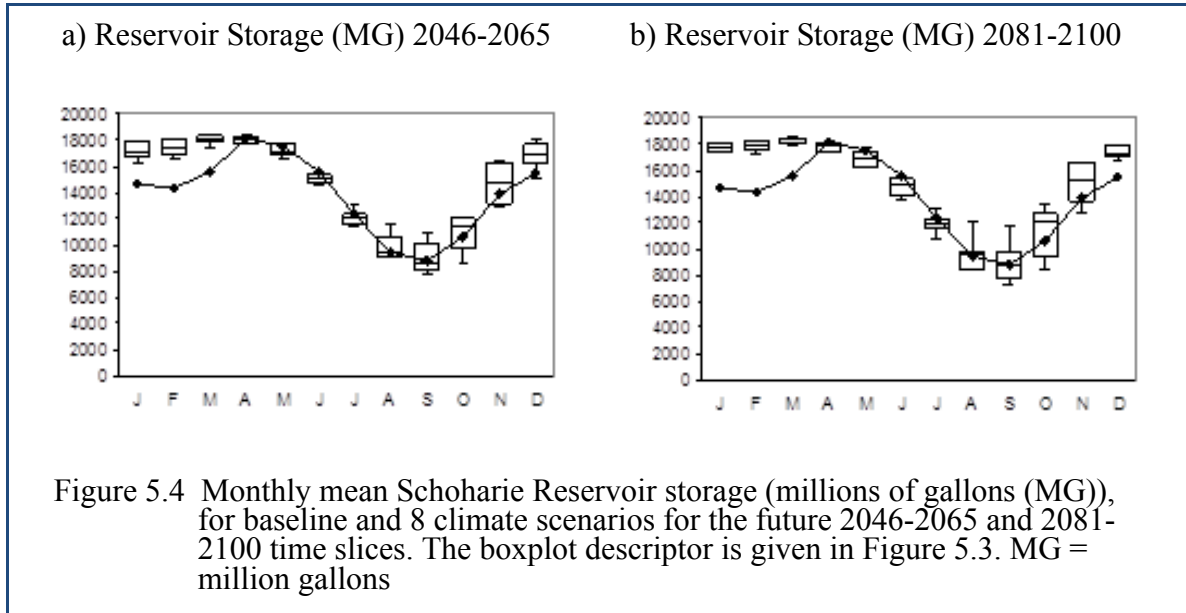 a) Reservoir Storage (MG) 2046-2065
b) Reservoir Storage (MG) 2081-2100
20000
18000
16000
14000
12000
10000
8000
6000
4000
2000
0
J F M A M J J A S O N D
20000
18000
16000
14000
12000
10000
8000
6000
4000
2000
0
J F M A M J J A S O N D
Figure 5.4 Monthly mean Schoharie Reservoir storage (millions of gallons (MG)),
for baseline and 8 climate scenarios for the future 2046-2065 and 2081-
2100 time slices. The boxplot descriptor is given in Figure 5.3. MG =
million gallons